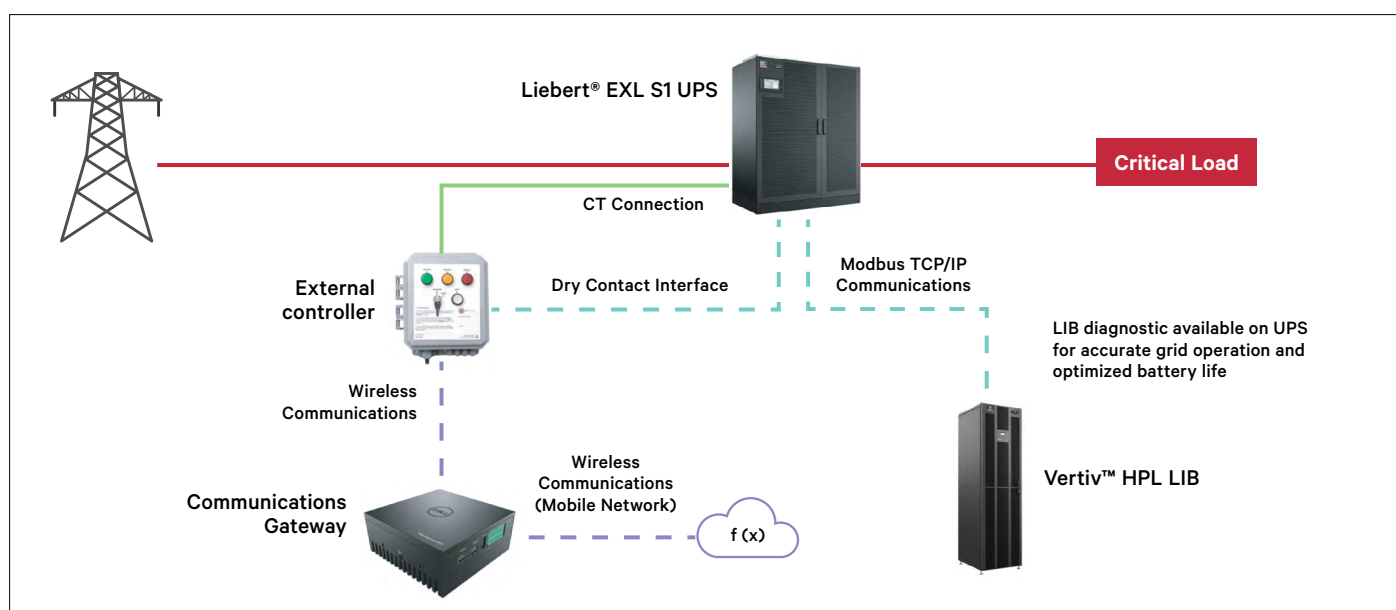 Liebert® EXL S1 UPS
Critical Load
CT Connection
External
controller
Dry Contact Interface
Modbus TCP/IP
Communications
LIB diagnostic available on UPS
for accurate grid operation and
optimized battery life
Wireless
Communications
Wireless
Communications
(Mobile Network)
Communications
Gateway
DELL
f (x)
Vertiv™ HPL LIB